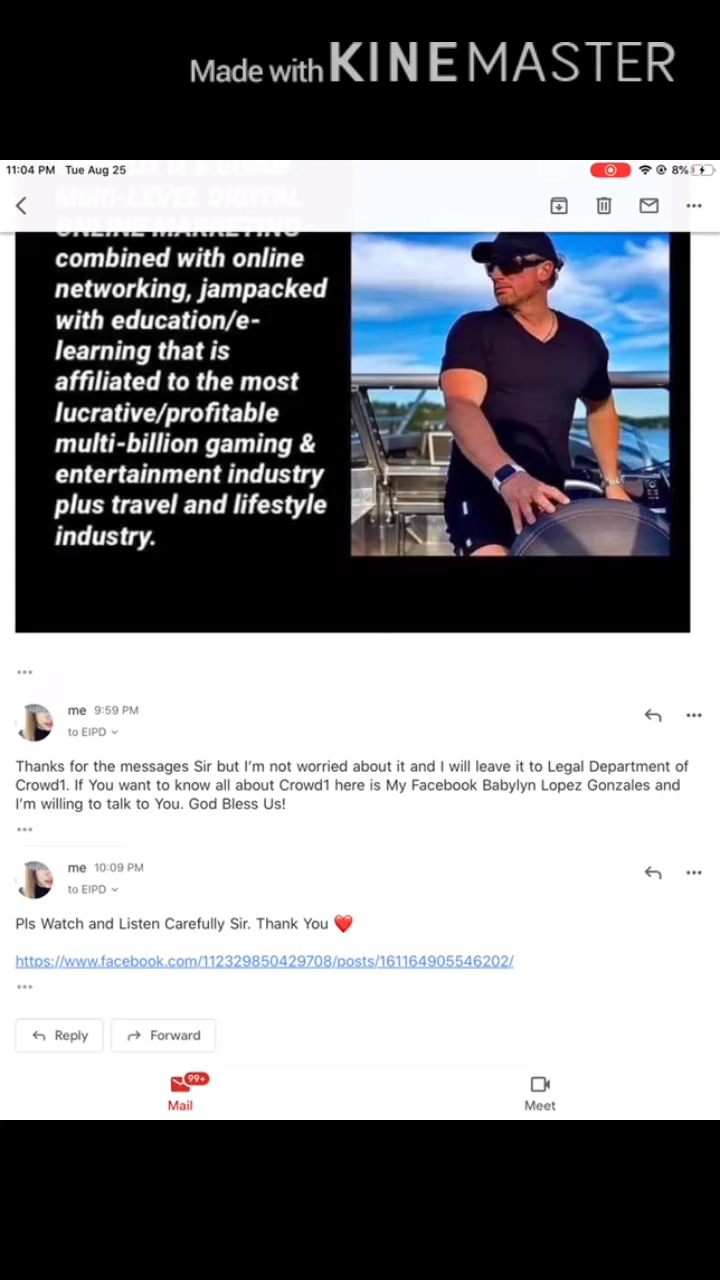 Made with KINEMASTER
11:04 PM Tue Aug 25
8%
Multi-LEVEL DIGITAL
ONLINE MARKETING
combined with online
networking, jampacked
with education/e-
learning that is
affiliated to the most
lucrative/profitable
multi-billion gaming &
entertainment industry
plus travel and lifestyle
industry.
me 9:59 PM
to EIPD
Thanks for the messages Sir but I'm not worried about it and I will leave it to Legal Department of
Crowd1. If You want to know all about Crowd1 here is My Facebook Babylyn Lopez Gonzales and
I'm willing to talk to You. God Bless Us!
me 10:09 PM
to EIPD
Pls Watch and Listen Carefully Sir. Thank You ❤️
https://www.facebook.com/112329850429708/posts/161164905546202/
Reply
Forward
99+
Mail
Meet